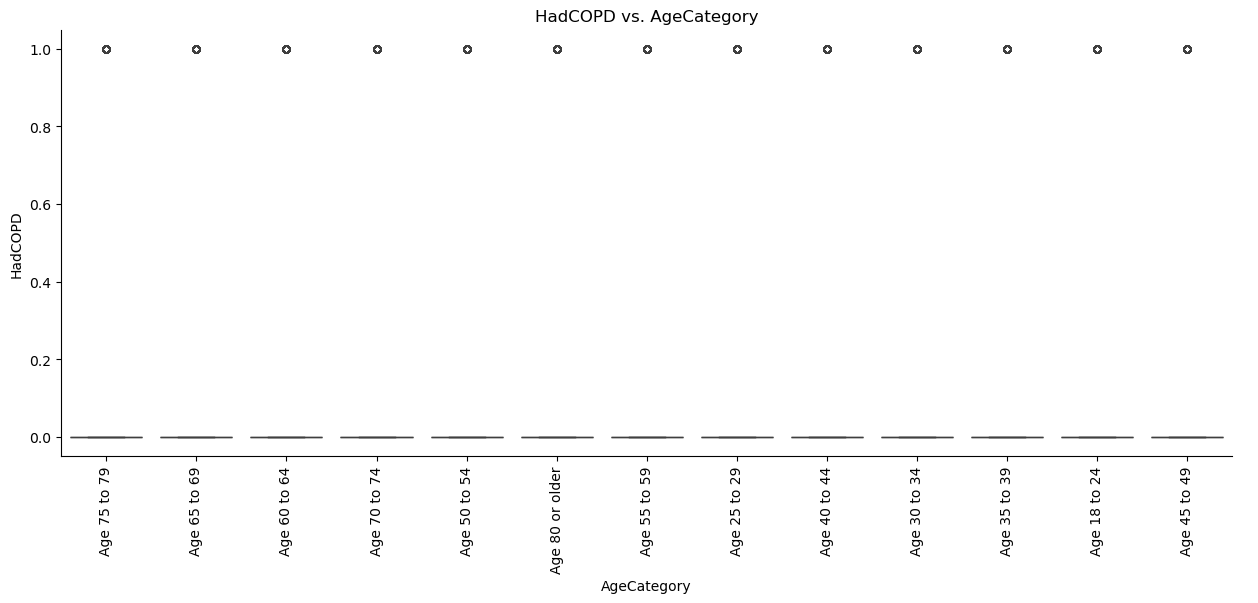 HadCOPD vs. AgeCategory
1.0
0.8
0.6
0.4
0.2
0.0
HadCOPD
Age 75 to 79
Age 65 to 69
Age 60 to 64
Age 70 to 74
Age 50 to 54
Age 80 or older
Age 55 to 59
Age 25 to 29
Age 40 to 44
Age 30 to 34
Age 35 to 39
Age 18 to 24
Age 45 to 49
AgeCategory